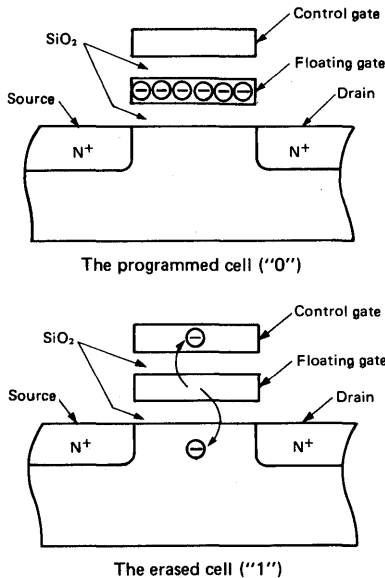 Control gate
SiO₂
Floating gate
Source
Drain
N⁺
N⁺
The programmed cell ("0")
Control gate
SiO₂
Floating gate
Source
Drain
N⁺
N⁺
The erased cell ("1")